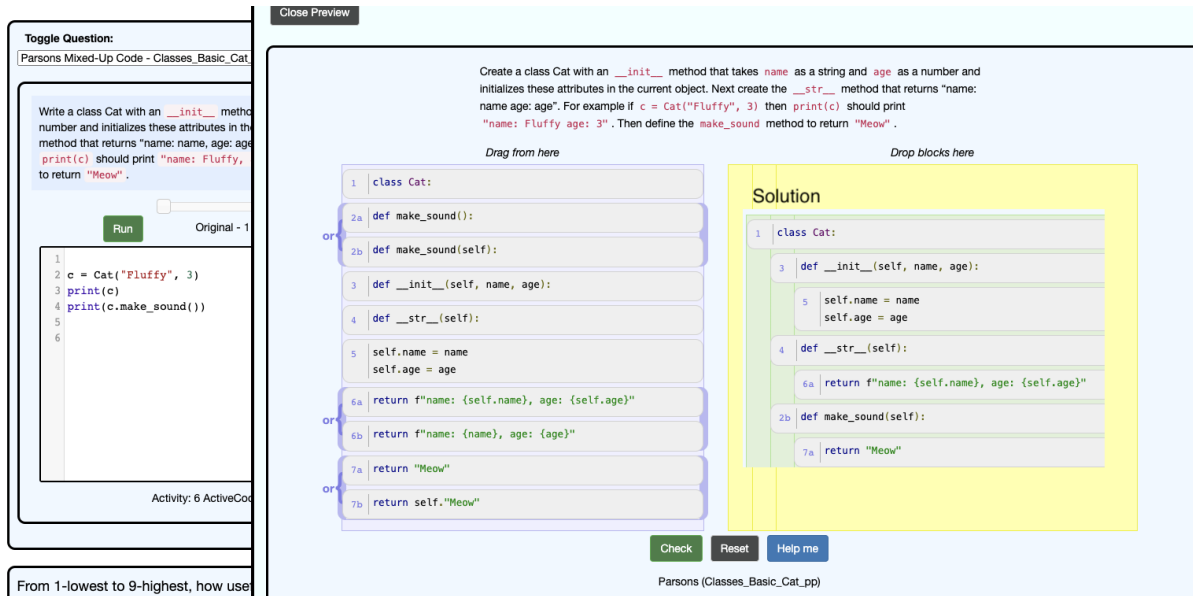 Close Preview
Toggle Question:
Parsons Mixed-Up Code - Classes_Basic_Cat_
Write a class Cat with an __init__ metho
number and initializes these attributes in th
method that returns “name: name, age: age
print(c) should print "name: Fluffy,
to return "Meow" .
Run
Original - 1
1
2 c = Cat("Fluffy", 3)
3 print(c)
4 print(c.make_sound())
5
6
Activity: 6 ActiveCod
From 1-lowest to 9-highest, how usef
Create a class Cat with an __init__ method that takes name as a string and age as a number and
initializes these attributes in the current object. Next create the __str__ method that returns “name:
name age: age”. For example if c = Cat("Fluffy", 3) then print(c) should print
"name: Fluffy age: 3" . Then define the make_sound method to return "Meow" .
Drag from here
1 class Cat:
or{
2a def make_sound():
2b def make_sound(self):
3 def __init__(self, name, age):
4 def __str__(self):
5 self.name = name
self.age = age
or{
6a return f"name: {self.name}, age: {self.age}"
6b return f"name: {name}, age: {age}"
or{
7a return "Meow"
7b return self."Meow"
Drop blocks here
Solution
1 class Cat:
3 def __init__(self, name, age):
5 self.name = name
self.age = age
4 def __str__(self):
6a return f"name: {self.name}, age: {self.age}"
2b def make_sound(self):
7a return "Meow"
Check
Reset
Help me
Parsons (Classes_Basic_Cat_pp)